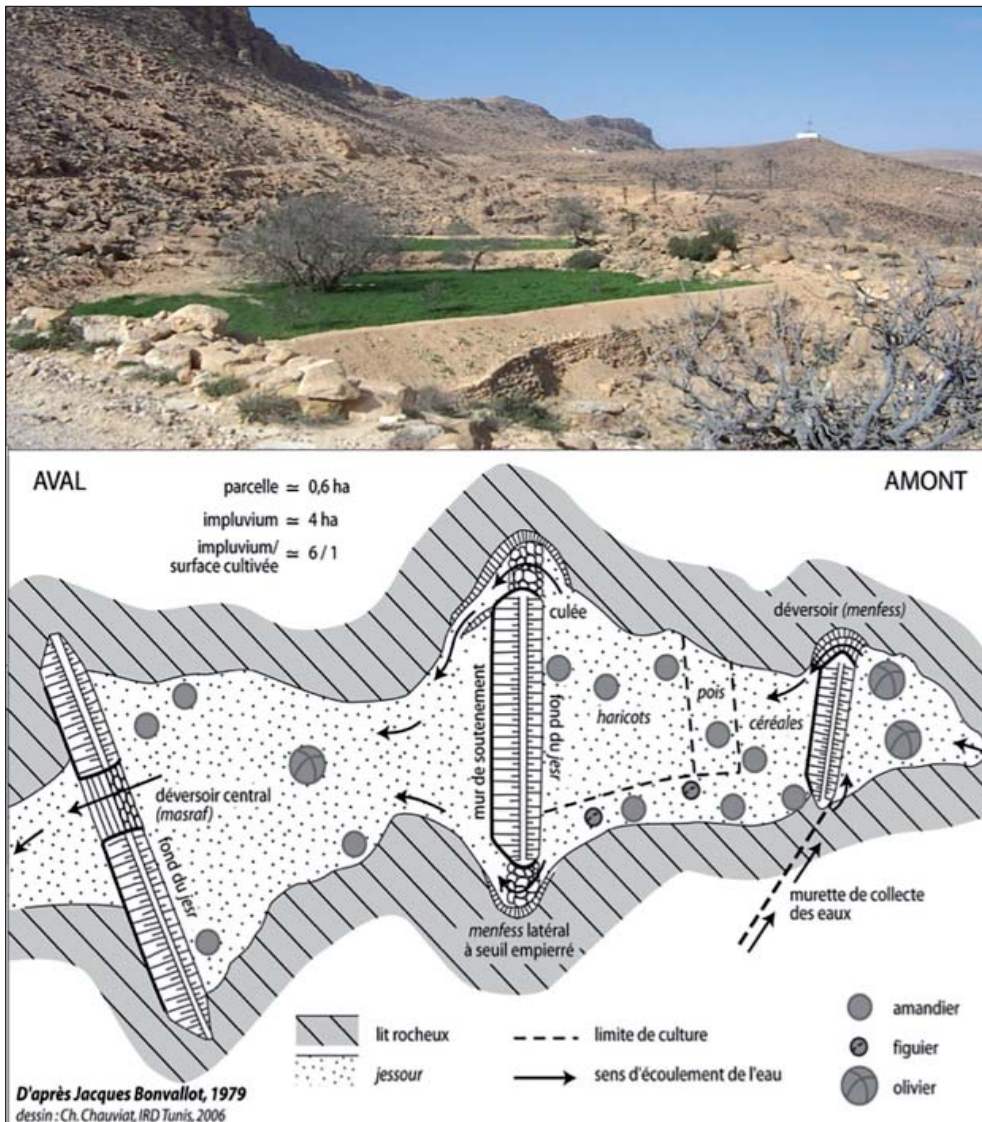 AVAL
AMONT
parcelle ≃ 0,6 ha
impluvium ≃ 4 ha
impluvium/
surface cultivée ≃ 6 / 1
culée
déversoir (menfess)
mur de soutenement
fond du jesr
haricots
pois
céréales
déversoir central
(masraf)
fond du jesr
menfess latéral
à seuil empierré
murette de collecte
des eaux
lit rocheux
jessour
limite de culture
sens d'écoulement de l'eau
amandier
figuier
olivier
D'après Jacques Bonvallot, 1979
dessin : Ch. Chauviat, IRD Tunis, 2006